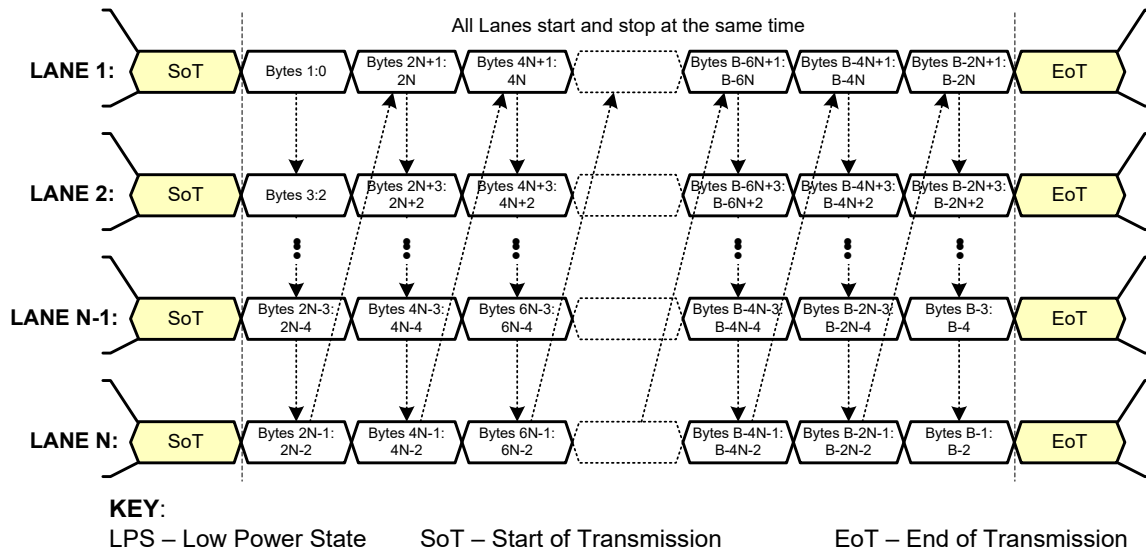 All Lanes start and stop at the same time
LANE 1:
SoT
Bytes 1:0
Bytes 2N+1:
2N
Bytes 4N+1:
4N
Bytes B-6N+1:
B-6N
Bytes B-4N+1:
B-4N
Bytes B-2N+1:
B-2N
EoT
LANE 2:
SoT
Bytes 3:2
Bytes 2N+3:
2N+2
Bytes 4N+3:
4N+2
Bytes B-6N+3:
B-6N+2
Bytes B-4N+3:
B-4N+2
Bytes B-2N+3:
B-2N+2
EoT
LANE N-1:
SoT
Bytes 2N-3:
2N-4
Bytes 4N-3:
4N-4
Bytes 6N-3:
6N-4
Bytes B-4N-3:
B-4N-4
Bytes B-2N-3:
B-2N-4
Bytes B-3:
B-4
EoT
LANE N:
SoT
Bytes 2N-1:
2N-2
Bytes 4N-1:
4N-2
Bytes 6N-1:
6N-2
Bytes B-4N-1:
B-4N-2
Bytes B-2N-1:
B-2N-2
Bytes B-1:
B-2
EoT
KEY:
LPS – Low Power State SoT – Start of Transmission EoT – End of Transmission